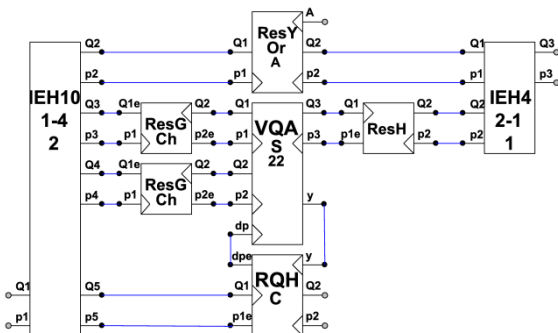 A
Q2 Q1 ResY Q2 Q1 Q3
Or
A
p2 p1 p2 p1 p3
IEH10 IEH4
1-4 2-1
2 1
Q3 Q1e ResG Q2 Q1 VQA Q3 Q1 Q2 Q2
Ch S ResH
p3 p1 p2e p1 22 p3 p1e p2 p2
Q4 Q1e ResG Q2 Q2
Ch
p4 p1 p2e p2 y
dp
dpe y
RQH
C
Q1 Q5 Q1 Q2
p1 p5 p1e p2